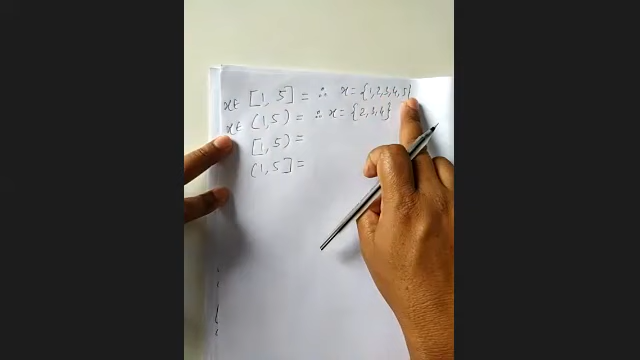 x∈ [1, 5] = ∴ x = {1,2,3,4,5}
x∈ (1, 5) = ∴ x = {2,3,4}
[1, 5) =
(1, 5] =